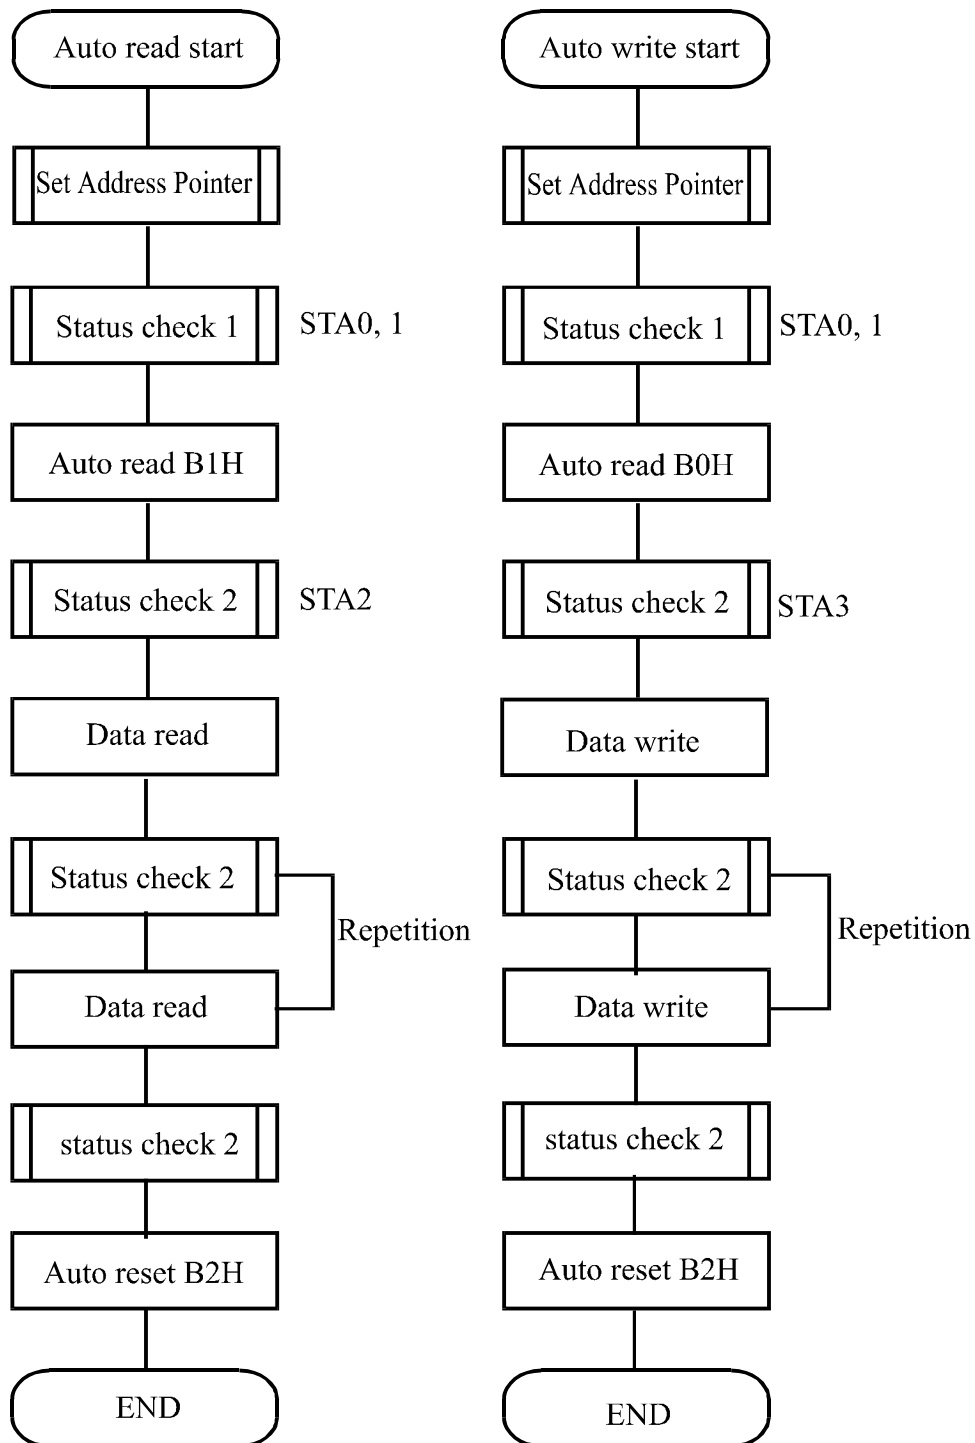 Auto read start
Set Address Pointer
Status check 1
STA0, 1
Auto read B1H
Status check 2
STA2
Data read
Status check 2
Repetition
Data read
status check 2
Auto reset B2H
END
Auto write start
Set Address Pointer
Status check 1
STA0, 1
Auto read B0H
Status check 2
STA3
Data write
Status check 2
Repetition
Data write
status check 2
Auto reset B2H
END